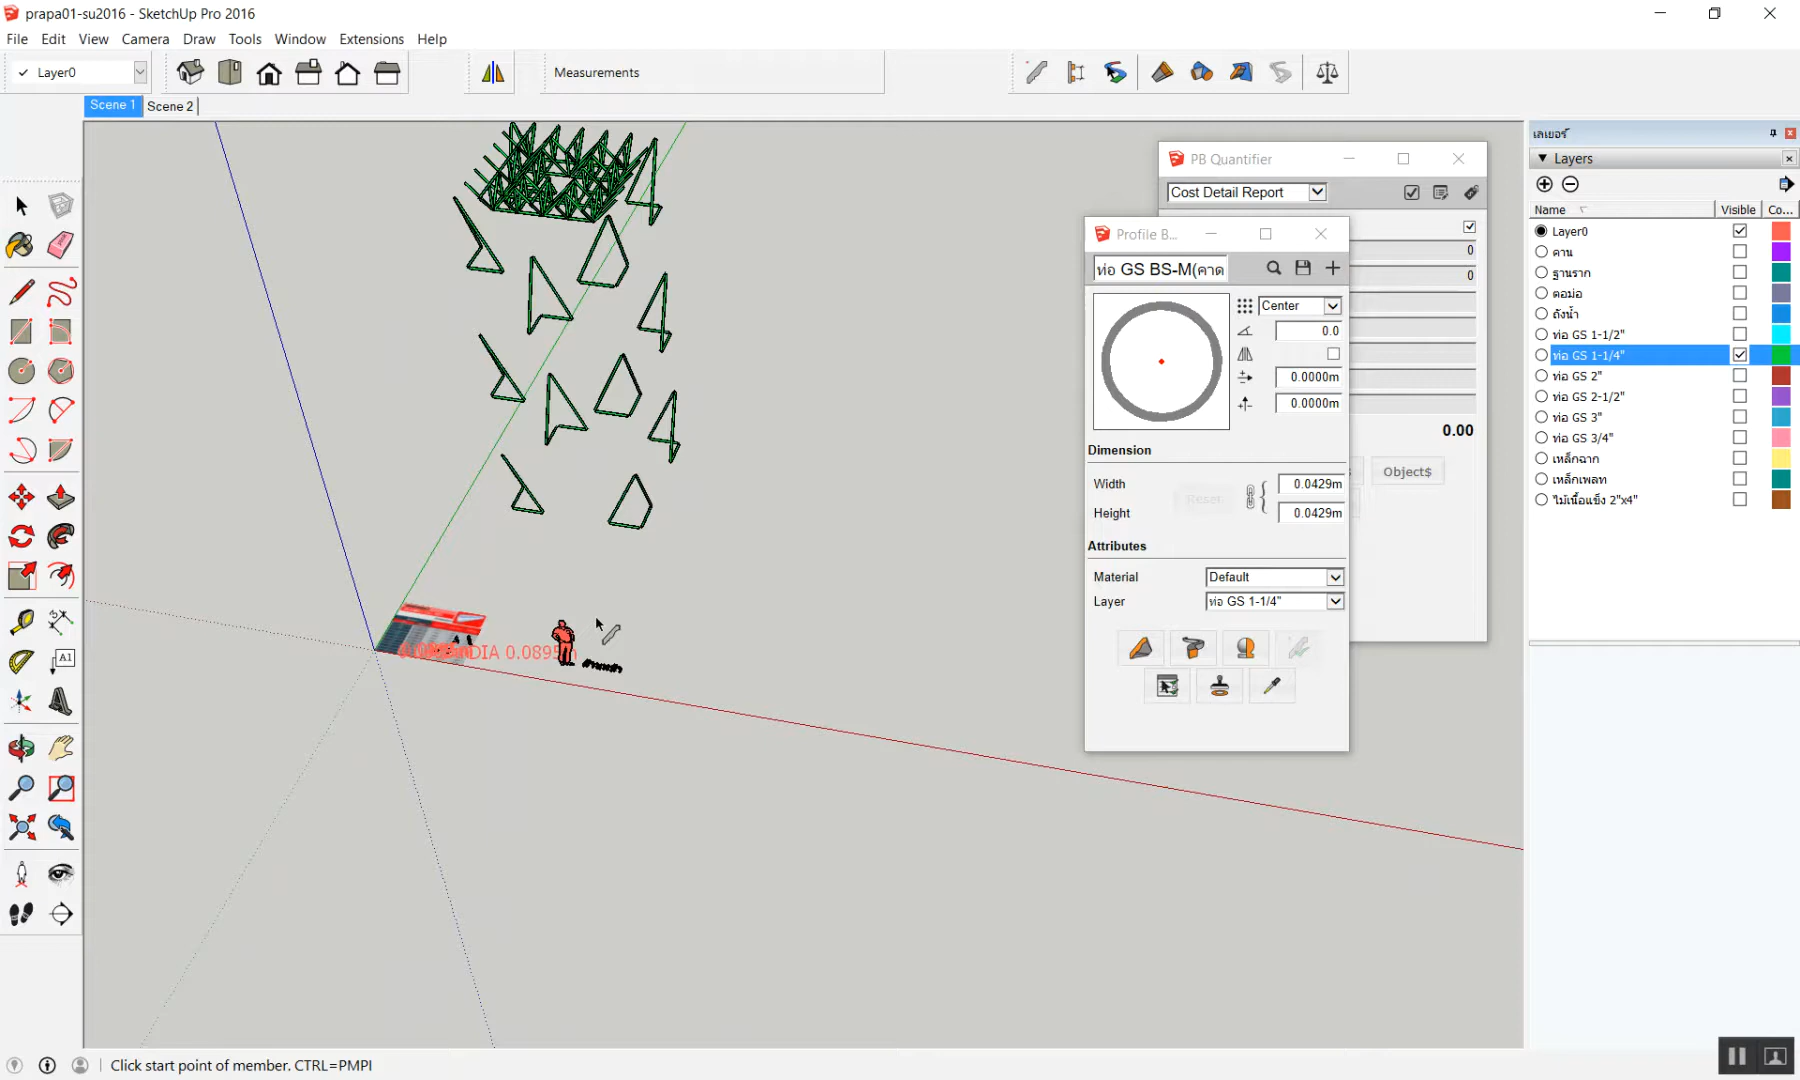 prapa01-su2016 - SketchUp Pro 2016
File Edit View Camera Draw Tools Window Extensions Help
Layer0
Measurements
Scene 1 Scene 2
PB Quantifier
Cost Detail Report
0
0
0.00
Object$
Profile B...
ท่อ GS BS-M(คาด
Center
0.0
0.0000m
0.0000m
Dimension
Width 0.0429m
Reset
Height 0.0429m
Attributes
Material Default
Layer ท่อ GS 1-1/4"
DIA 0.0895
A1
เลเยอร์
Layers
Name Visible Co...
Layer0
คาน
ฐานราก
ตอม่อ
ถังน้ำ
ท่อ GS 1-1/2"
ท่อ GS 1-1/4"
ท่อ GS 2"
ท่อ GS 2-1/2"
ท่อ GS 3"
ท่อ GS 3/4"
เหล็กฉาก
เหล็กเพลท
ไม้เนื้อแข็ง 2"x4"
Click start point of member. CTRL=PMPI